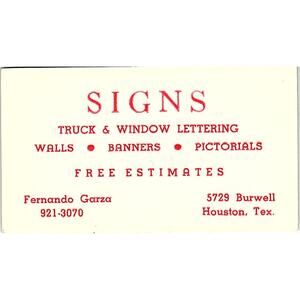 SIGNS
TRUCK & WINDOW LETTERING
WALLS • BANNERS • PICTORIALS
FREE ESTIMATES
Fernando Garza 5729 Burwell
921-3070 Houston, Tex.